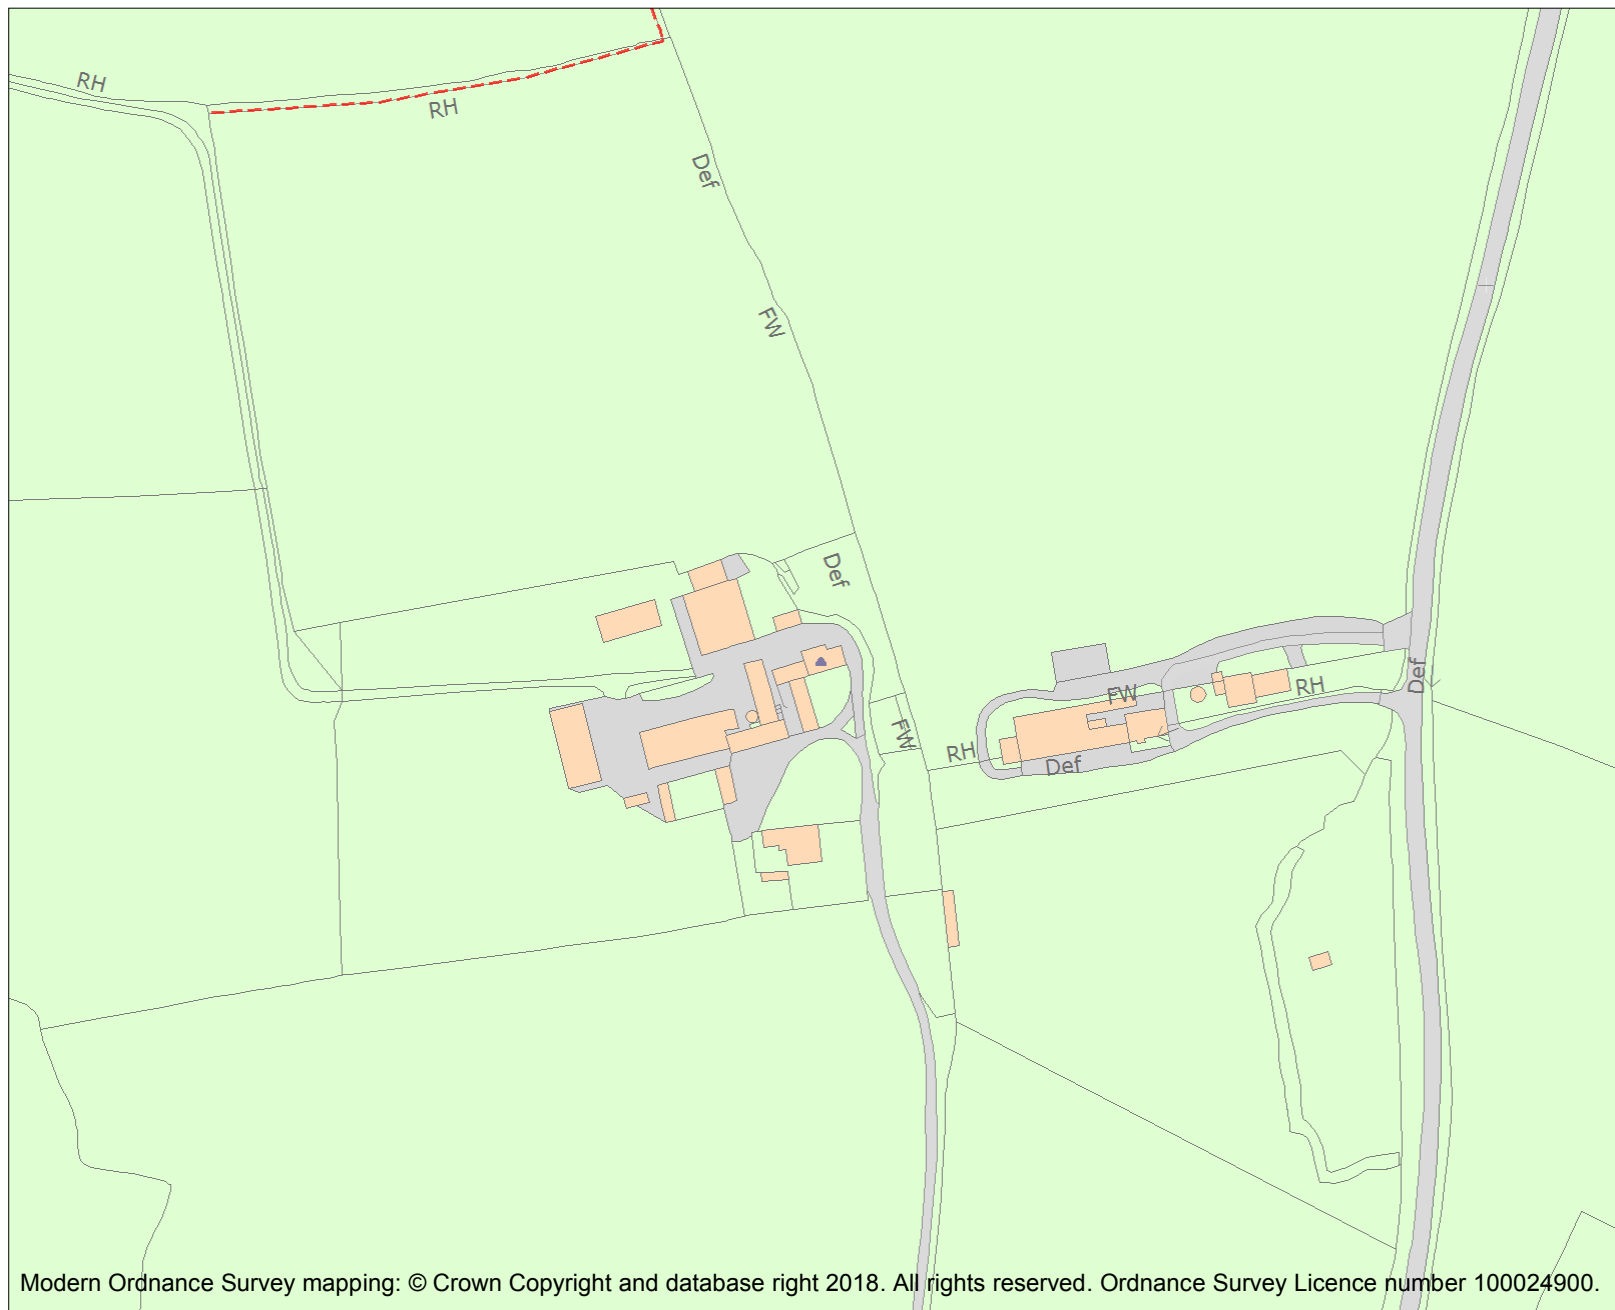 RH
RH
Def
FW
Def
Def
FW
RH
FW
RH
Def
Modern Ordnance Survey mapping: © Crown Copyright and database right 2018. All rights reserved. Ordnance Survey Licence number 100024900.